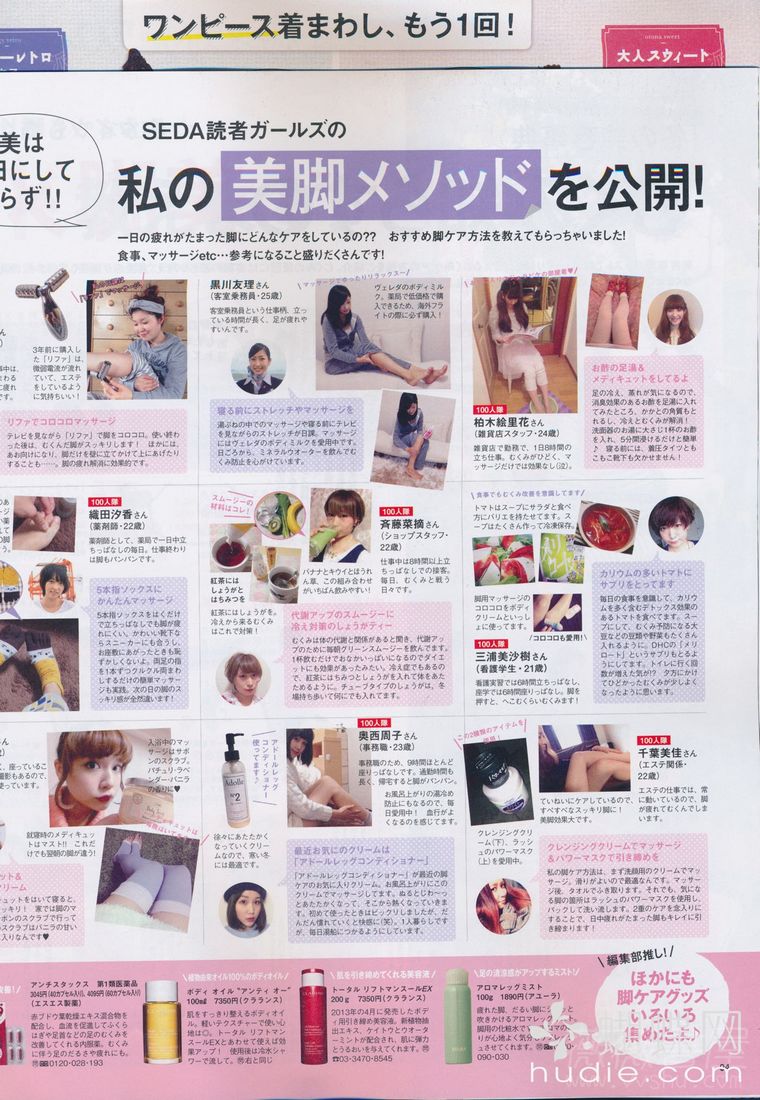 ワンピース着まわし、もう1回!
otona sweet
大人スウィート
ーレトロ
美は
日にして
らず!!
SEDA読者ガールズの
私の美脚メソッドを公開!
一日の疲れがたまった脚にどんなケアをしているの?? おすすめ脚ケア方法を教えてもらっちゃいました!
食事、マッサージetc…参考になること盛りだくさんです!
3年前に購入し
た「リファ」は、
微弱電流が流
れていて、エステ
をしているように
気持ちいい!
リファでコロコロマッサージ
テレビを見ながら「リファ」で脚をコロコロ。使い終わ
った後は、むくんだ脚がスッキリします! ほかには、
あお向けになり、脚だけを壁に立てかけて上にあげたり
することも……。脚の疲れ解消に効果的です。
黒川友理さん
(客室乗務員・25歳)
客室乗務員という仕事柄、立っ
ている時間が長く、足が疲れや
すいんです。
マッサージでゆったりリラックスー♪
ヴェレダのボディミル
ク。薬局で低価格で購
入できるため、海外フラ
イトの際に必ず購入!
寝る前にストレッチやマッサージを
湯ぶねの中でのマッサージや寝る前にテレビ
を見ながらのストレッチが日課。マッサージ
にはヴェレダのボディミルクを愛用中です。
日ごろから、ミネラルウオーターを飲んでむ
くみ防止を心がけています。
100人隊
柏木絵里花さん
(雑貨店スタッフ・24歳)
雑貨店で勤務で、1日8時間の
立ち仕事。むくみがひどく、マ
ッサージだけでは効果なし(泣)。
お酢の足湯&
メディキュットをしてるよ
足の冷え、蒸れが気になるので、
消臭効果のあるお酢を足湯に入れ
てみたところ、かかとの角質もと
れるし、冷えとむくみが解消!
洗面器のお湯に大さじ1杯のお酢
を入れ、5分間浸けるだけと簡単
♪ 寝る前には、着圧タイツとも
こもこ靴下も欠かせません!
100人隊
織田汐香さん
(薬剤師・22歳)
薬剤師として、薬局で一日中立
ちっぱなしの毎日。仕事終わり
は脚もパンパンです。
5本指ソックスに
かんたんマッサージ
5本指ソックスをはくだけ
で立ちっぱなしでも脚が疲
れにくい。かわいい靴下な
らスニーカーにも合うし、
お座敷にあがったときも恥
ずかしくないよ。両足の指
を1本ずつクルクル両まわ
しするだけの簡単マッサー
ジも実践。次の日の脚のス
ッキリ感が全然違います!
スムージーの
材料はコレ!
紅茶には
しょうがと
はちみつを
紅茶にはしょうがを。
冷えから来るむくみ
はこれで対策!
バナナとキウイとほうれ
ん草、この組み合わせ
がいちばん飲みやすい!
100人隊
斉藤菜摘さん
(ショップスタッフ・
22歳)
仕事中は8時間以上立
ちっぱなしでの接客。
毎日、むくみと戦う
日々です。
代謝アップのスムージーに
冷え対策のしょうがティー
むくみは体の代謝と関係があると聞き、代謝アッ
プのために毎朝グリーンスム~ジーを飲んでます。
1杯飲むだけでおなかいっぱいになるのでダイエ
ットにも効果があったみたい。冷え症でもあるの
で、紅茶にはちみつとしょうがを入れて体をあた
ためるように。チューブタイプのしょうがは、冬
場持ち歩いて何にでも入れてます。
食事でもむくみ改善を意識してます!
トマトはスープにサラダと食べ
方にバリエを持たせてます。ス
ープはたくさん作って冷凍保存。
脚用マッサージの
コロコロをボディ
クリームといっし
ょに使ってます。
コロコロも愛用!
100人隊
三浦美沙樹さん
(看護学生・21歳)
看護実習では6時間立ちっぱなし、
座学では6時間座りっぱなし。脚を
押すと、へこむくらいむくみます!
カリウムの多いトマトに
サプリをとってます
毎日の食事を意識して、カリウ
ムを多く含むデトックス効果の
あるトマトを食べてます。スー
プにして、むくみ予防になる大
豆などの豆類や野菜もたくさん
入れるように。DHCの「メリ
ロート」というサプリもとるよ
うにしてます。トイレに行く回
数が増えた気が!? 夕方にかけ
てひどかったむくみが少しよく
なったように思います。
入浴中のマッ
サージはサボン
のスクラブ。
パチュリ・ラベ
ンダー・バニラ
の香りに♥
就寝時のメディキュッ
トはマスト!! これだ
けでも翌朝の脚が違う!
アドールレッグ
コンディショナー
使ってます♪
Adolle
№2
徐々にあたたかく
なっていくクリー
ムなので、寒い冬
には最適です。
100人隊
奥西周子さん
(事務職・23歳)
事務職のため、9時間ほとんど
座りっぱなしです。通勤時間も
長く、帰宅すると脚がパンパン。
お風呂上がりの湯冷め
防止にもなるので、毎
日愛用中! 血行がよ
くなるのを感じてます。
最近お気にのクリームは
「アドールレッグコンディショナー」
「アドールレッグコンディショナー」が最近の脚
ケアのお気に入りクリーム。お風呂上がりにこの
クリームでマッサージしてます。ぬるとじわ〜っ
とあたたかくなって、そこから熱くなっていきま
す。初めて使ったときはビックリしましたが、だ
んだん慣れていくと快感に(笑)。1人暮らしです
が、毎日湯船につかるようにしています。
この2種類のアイテムを
クレンジングクリ
ーム(下)、ラッシュ
のパワーマスク
(上)を愛用中。
100人隊
千葉美佳さん
(エステ関係・
22歳)
ていねいにケアしているので、
すべすべなスッキリ脚に!
美脚効果大です。
エステの仕事では、常
に動いているので、脚
が疲れてむくんでしま
います。
クレンジングクリームでマッサージ
&パワーマスクで引き締めを
私の脚ケア方法は、まず洗顔用のクリームでマッ
サージ。滑りがよいので最適なんです。マッサージ
後、タオルでふき取ります。それでも、気にな
る脚の箇所はラッシュのパワーマスクを使用し、
パックして洗い流します。2重のケアを念入りに
することで、日中疲れてむくんだ脚もキレイに引
き締まります!
アンチスタックス 第1類医薬品
3045円(40カプセル入り)、4095円(60カプセル入り)
(エスエス製薬)
赤ブドウ葉乾燥エキス混合物を
配合し、血流を促進してふくら
はぎや足首などの足のむくみを
改善してくれる内服薬。むくみ
に伴う足のだるさや疲れにも。
0120-028-193
植物由来オイル100%のボディオイル
ボディ オイル“アンティ オー”
100㎖ 7350円(クラランス)
肌をすっきり整えるボディオイ
ル。軽いテクスチャーで使い心
地よく、トータル リフトマン
スールEXとあわせて使えば効
果アップ! 使用後は冷水シャ
ワーで流して。㊙右と同じ
肌を引き締めてくれる美容液
トータル リフトマンスールEX
200g 7350円(クラランス)
2013年の4月に発売したボデ
ィ用引き締め美容液。新植物抽
出エキス、ケイトウとウオータ
ーミントが配合され、肌に弾力
とうるおいを与えてくれます。
03-3470-8545
足の清涼感がアップするミスト!
アロマレッグミスト
100g 1890円(アユーラ)
090-030
編集部推し!
ほかにも
脚ケアグッズ
いろいろ
集めたよ♪
94
hudie.com